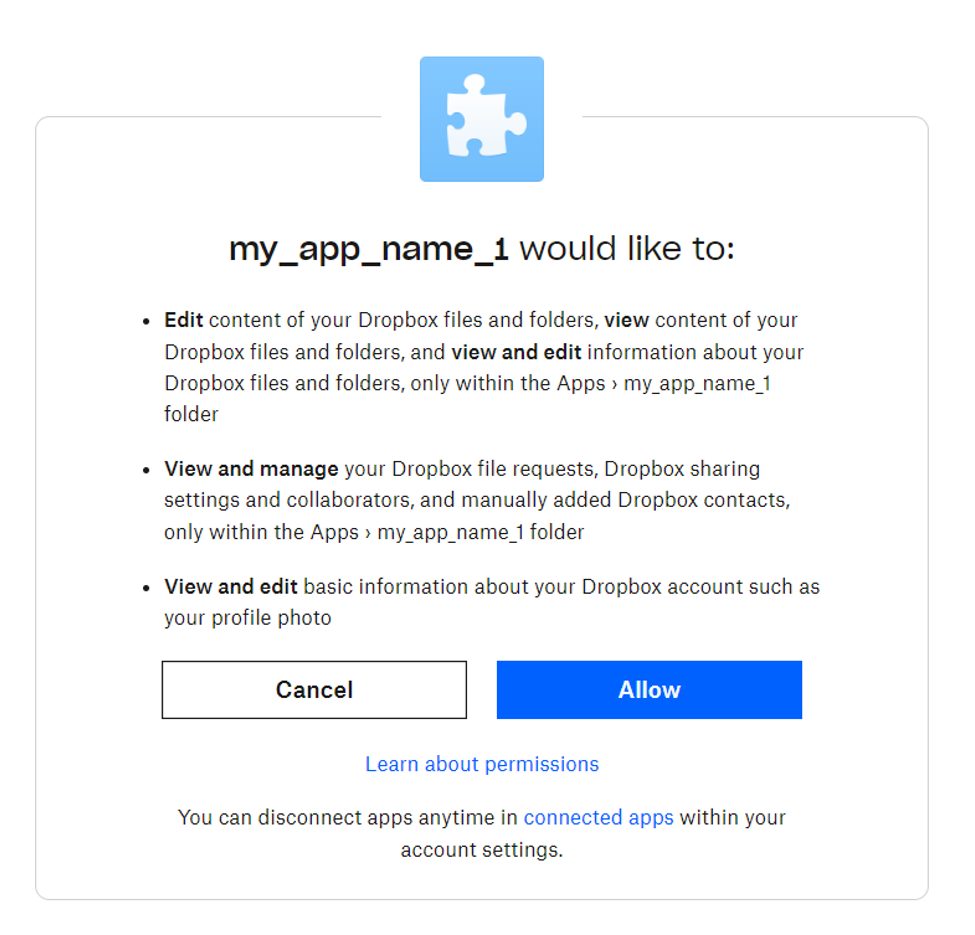 my_app_name_1 would like to:
• Edit content of your Dropbox files and folders, view content of your
Dropbox files and folders, and view and edit information about your
Dropbox files and folders, only within the Apps › my_app_name_1
folder
• View and manage your Dropbox file requests, Dropbox sharing
settings and collaborators, and manually added Dropbox contacts,
only within the Apps › my_app_name_1 folder
• View and edit basic information about your Dropbox account such as
your profile photo
Cancel
Allow
Learn about permissions
You can disconnect apps anytime in connected apps within your
account settings.